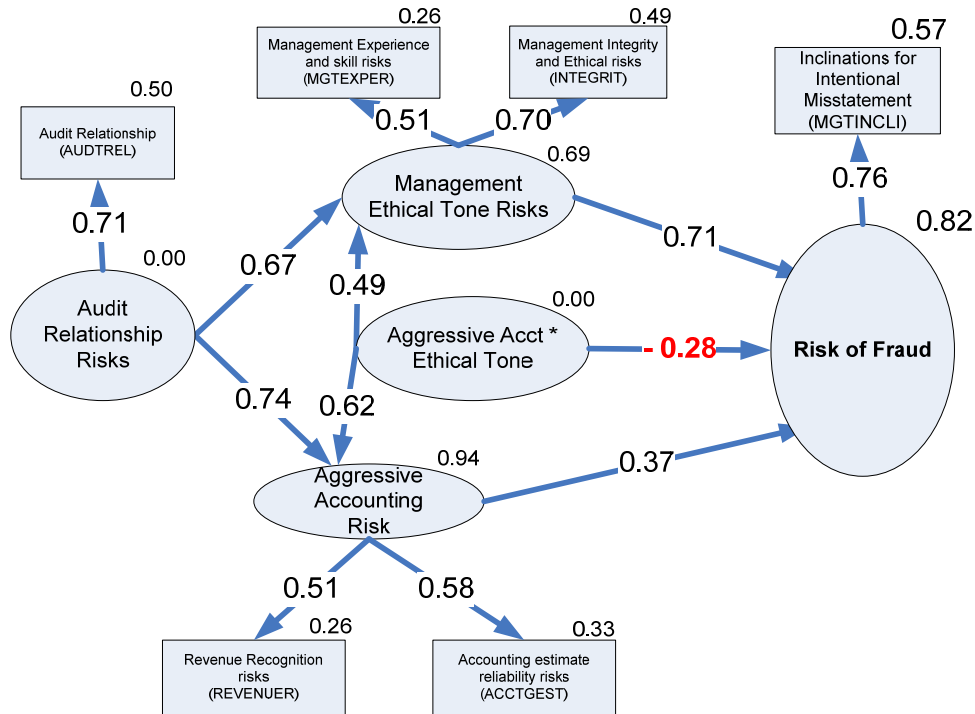 0.26
Management Experience
and skill risks
(MGTEXPER)
0.49
Management Integrity
and Ethical risks
(INTEGRIT)
0.57
Inclinations for
Intentional
Misstatement
(MGTINCLI)
0.50
Audit Relationship
(AUDTREL)
0.51
0.70
0.76
0.69
Management
Ethical Tone Risks
0.71
0.82
0.71
0.00
Audit
Relationship
Risks
0.67
0.49
0.00
Aggressive Acct *
Ethical Tone
- 0.28
Risk of Fraud
0.74
0.62
0.94
Aggressive
Accounting
Risk
0.37
0.51
0.58
0.26
Revenue Recognition
risks
(REVENUER)
0.33
Accounting estimate
reliability risks
(ACCTGEST)